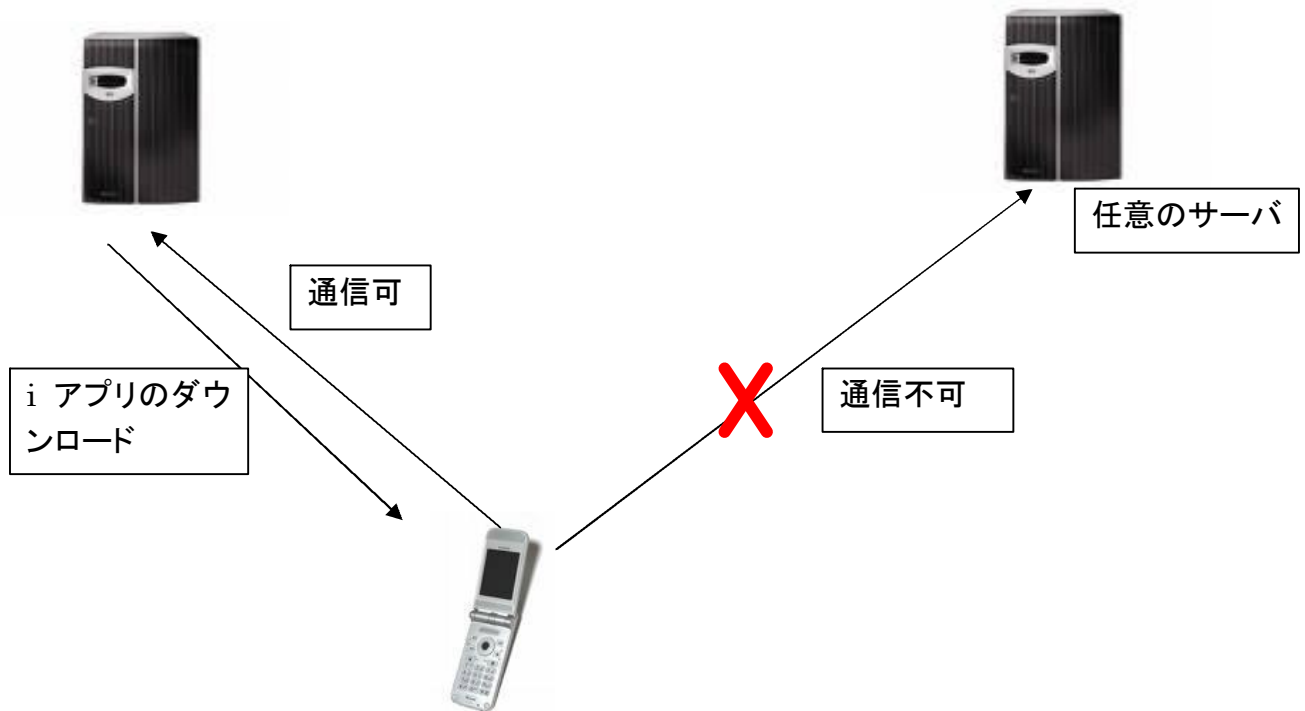 任意のサーバ
通信可
i アプリのダウ
ンロード
通信不可